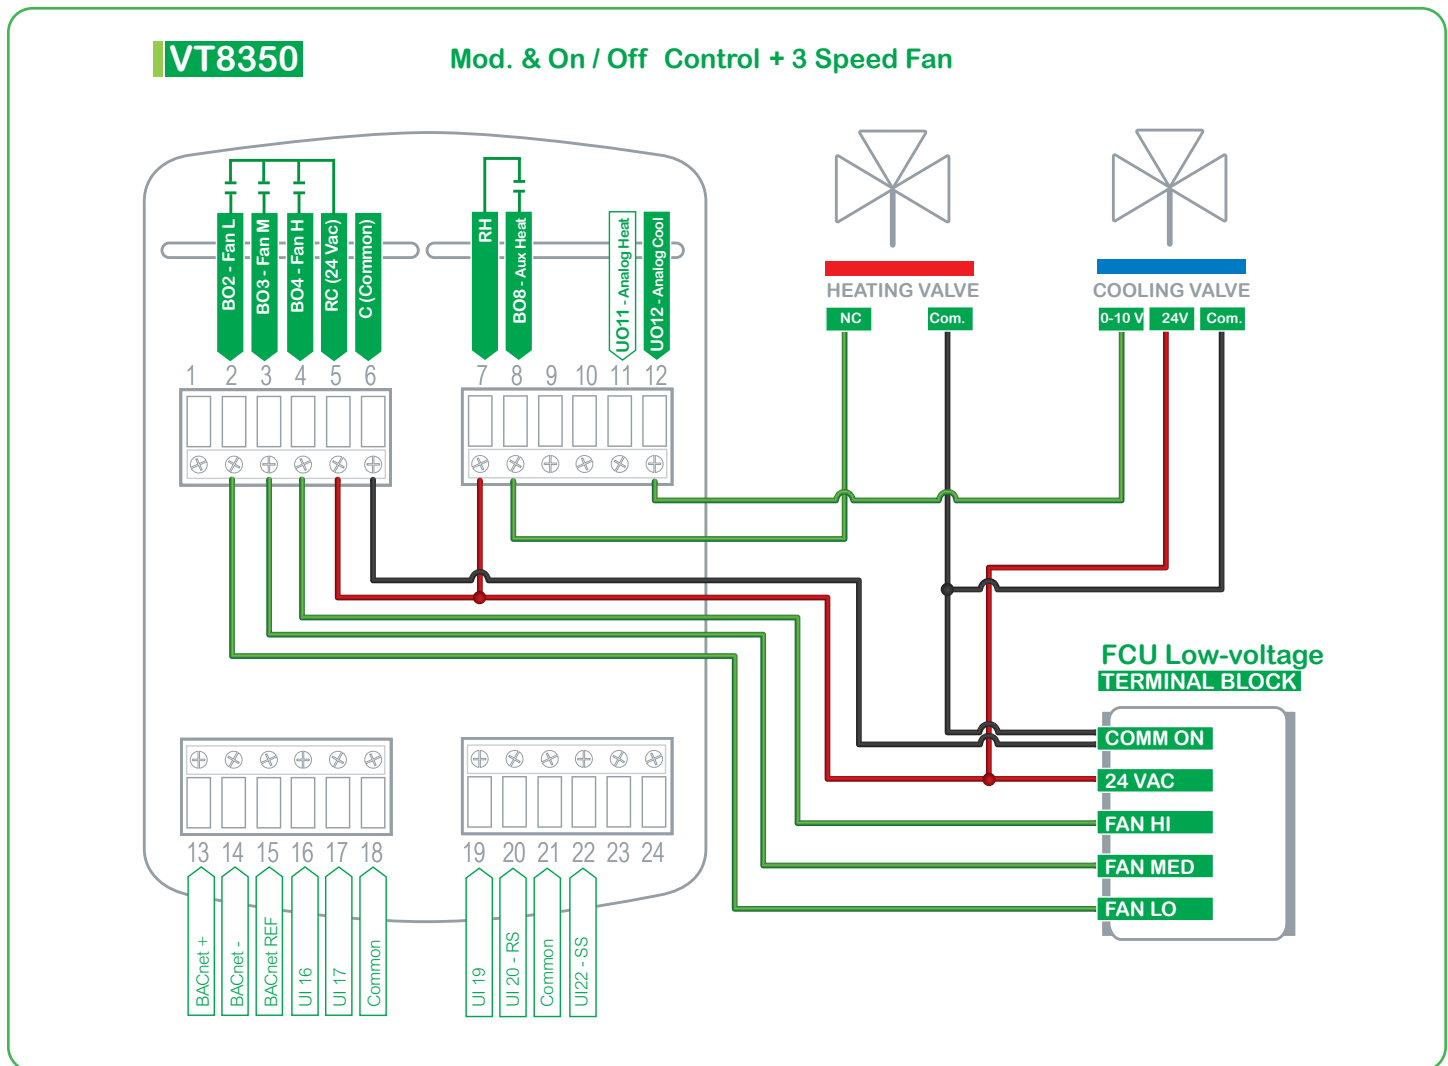 VT8350
Mod. & On / Off Control + 3 Speed Fan
BO2 - Fan L
BO3 - Fan M
BO4 - Fan H
RC (24 Vac)
C (Common)
RH
BO8 - Aux Heat
UO11 - Analog Heat
UO12 - Analog Cool
HEATING VALVE
NC
Com.
COOLING VALVE
0-10 V
24V
Com.
1 2 3 4 5 6
7 8 9 10 11 12
FCU Low-voltage
TERMINAL BLOCK
COMM ON
24 VAC
FAN HI
FAN MED
FAN LO
13 14 15 16 17 18
19 20 21 22 23 24
BACnet +
BACnet -
BACnet REF
UI 16
UI 17
Common
UI 19
UI 20 - RS
Common
UI22 - SS